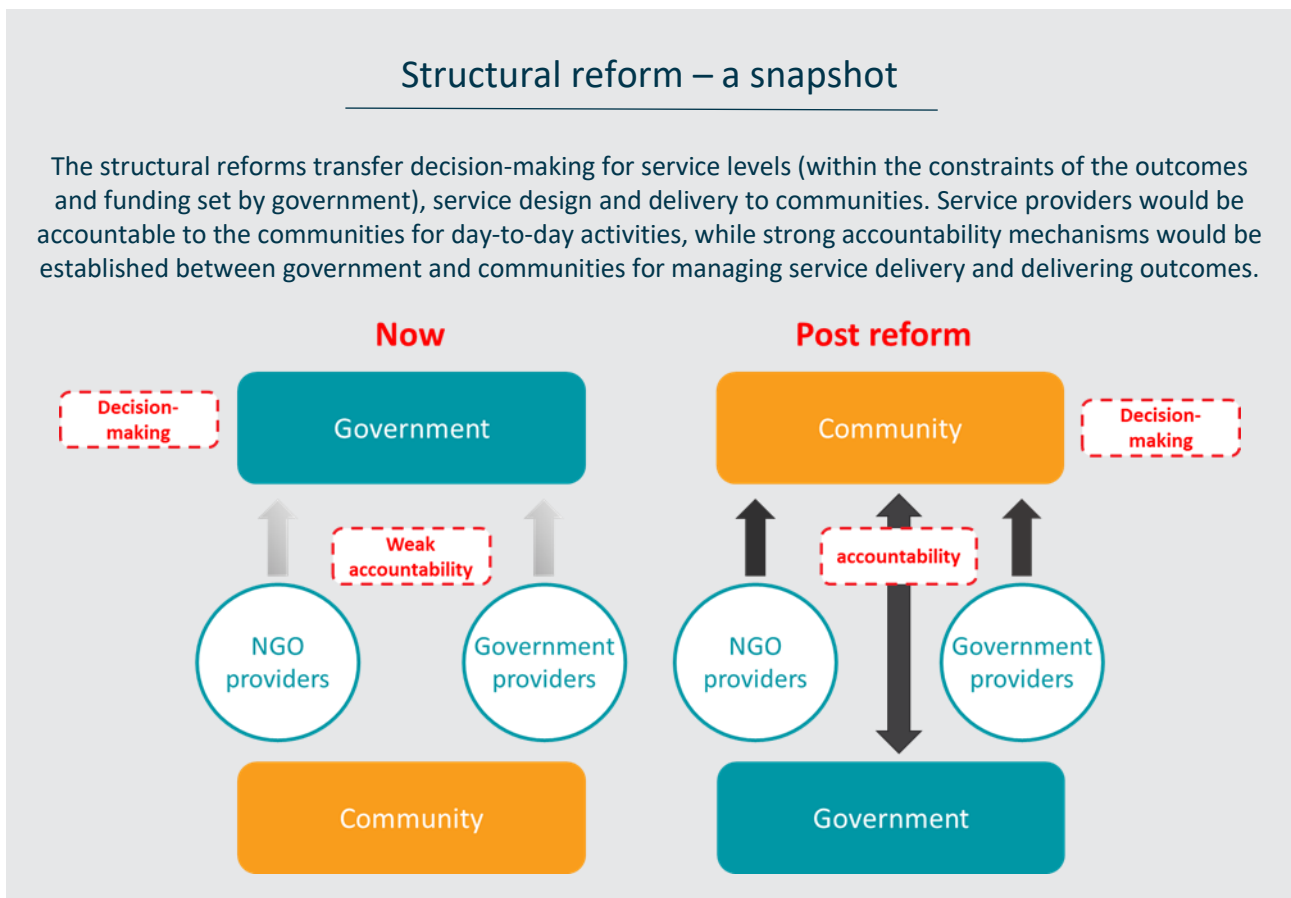 Structural reform – a snapshot
The structural reforms transfer decision-making for service levels (within the constraints of the outcomes
and funding set by government), service design and delivery to communities. Service providers would be
accountable to the communities for day-to-day activities, while strong accountability mechanisms would be
established between government and communities for managing service delivery and delivering outcomes.
Now
Decision-
making
Government
Weak
accountability
NGO
providers
Government
providers
Community
Post reform
Community
Decision-
making
accountability
NGO
providers
Government
providers
Government